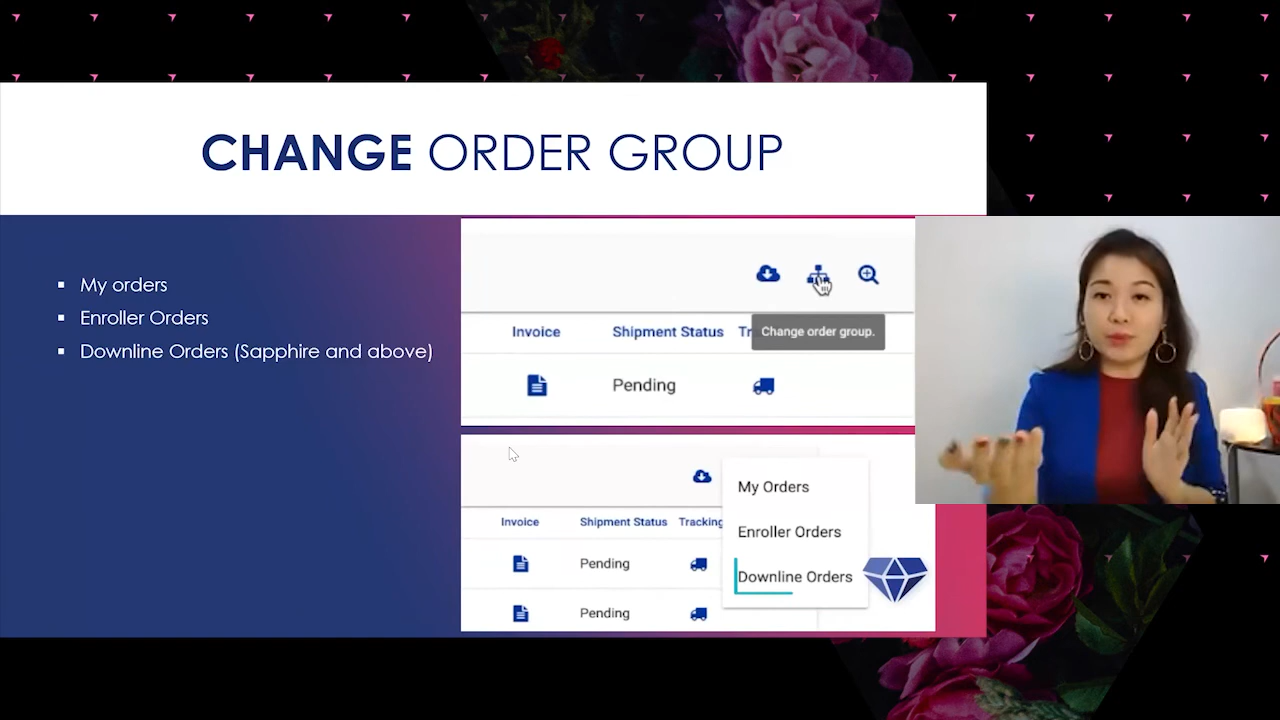 CHANGE ORDER GROUP
My orders
Enroller Orders
Downline Orders (Sapphire and above)
Invoice Shipment Status Tr
Change order group.
Pending
Invoice Shipment Status Tracking
Pending
Pending
My Orders
Enroller Orders
Downline Orders